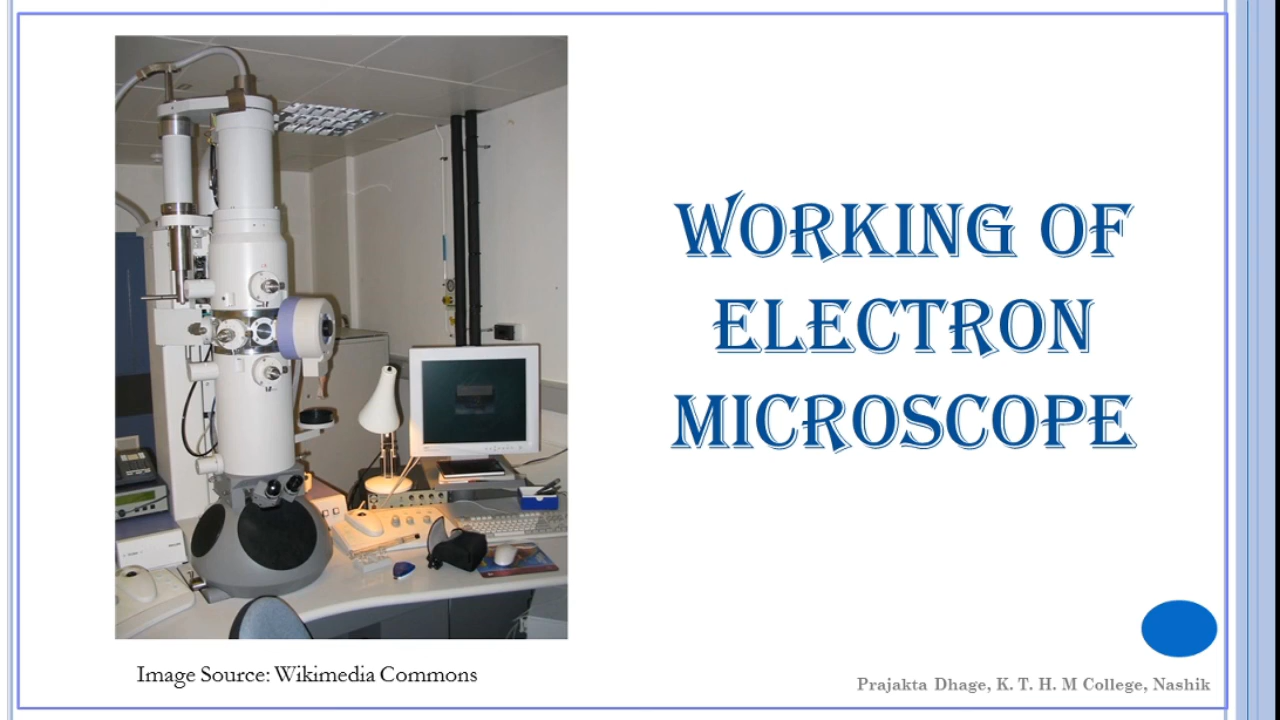 WORKING OF
ELECTRON
MICROSCOPE
Image Source: Wikimedia Commons
Prajakta Dhage, K. T. H. M College, Nashik